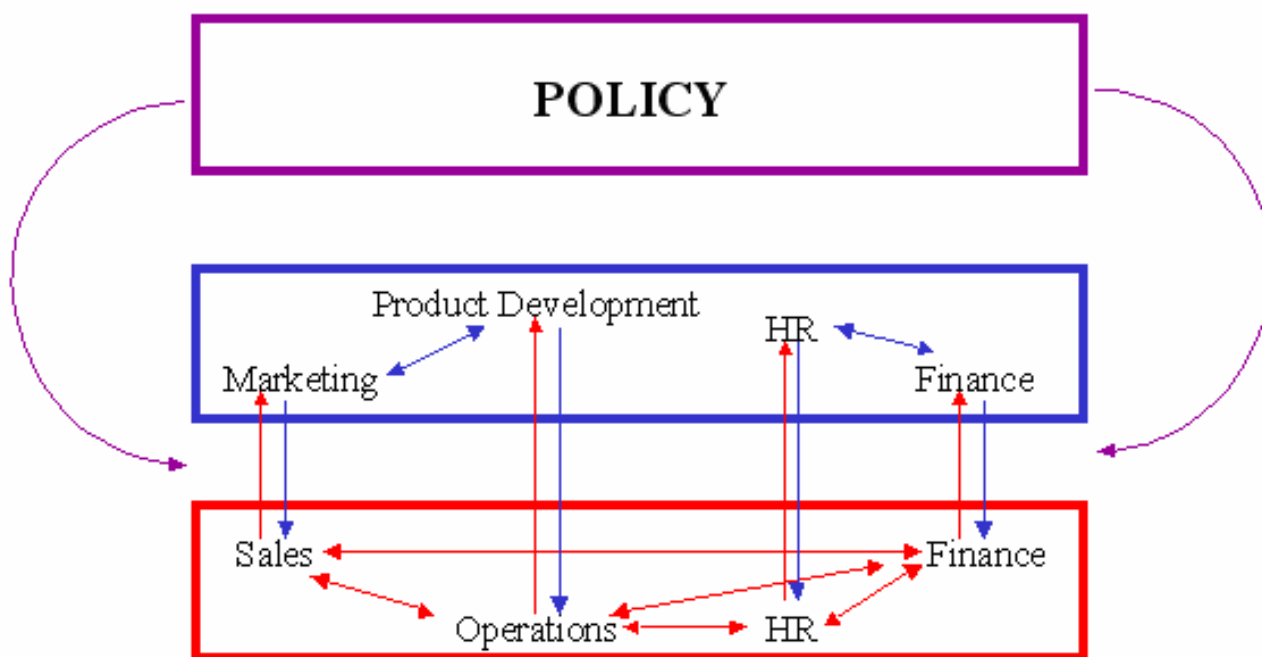 POLICY
Product Development
HR
Marketing
Finance
Sales
Finance
Operations
HR